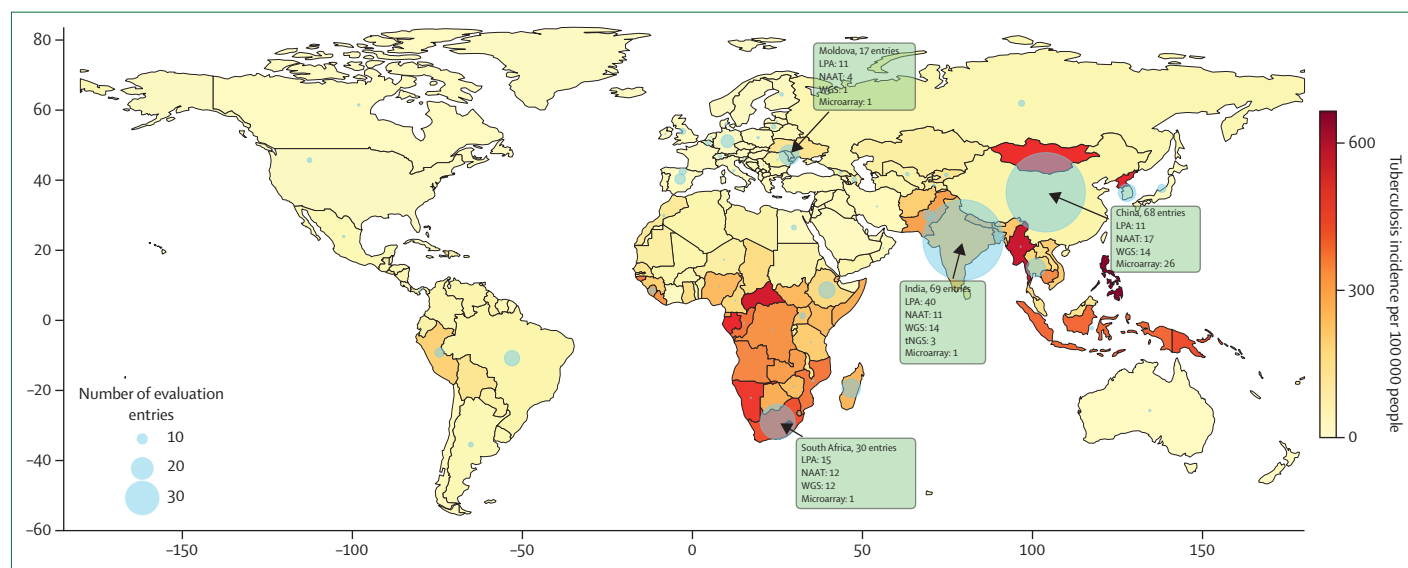 80
60
40
20
0
−20
−40
−60
−150
−100
−50
0
50
100
150
Moldova, 17 entries
LPA: 11
NAAT: 4
WGS: 1
Microarray: 1
China, 68 entries
LPA: 11
NAAT: 17
WGS: 14
Microarray: 26
India, 69 entries
LPA: 40
NAAT: 11
WGS: 14
tNGS: 3
Microarray: 1
South Africa, 30 entries
LPA: 15
NAAT: 12
WGS: 12
Microarray: 1
Number of evaluation
entries
10
20
30
600
300
0
Tuberculosis incidence per 100 000 people